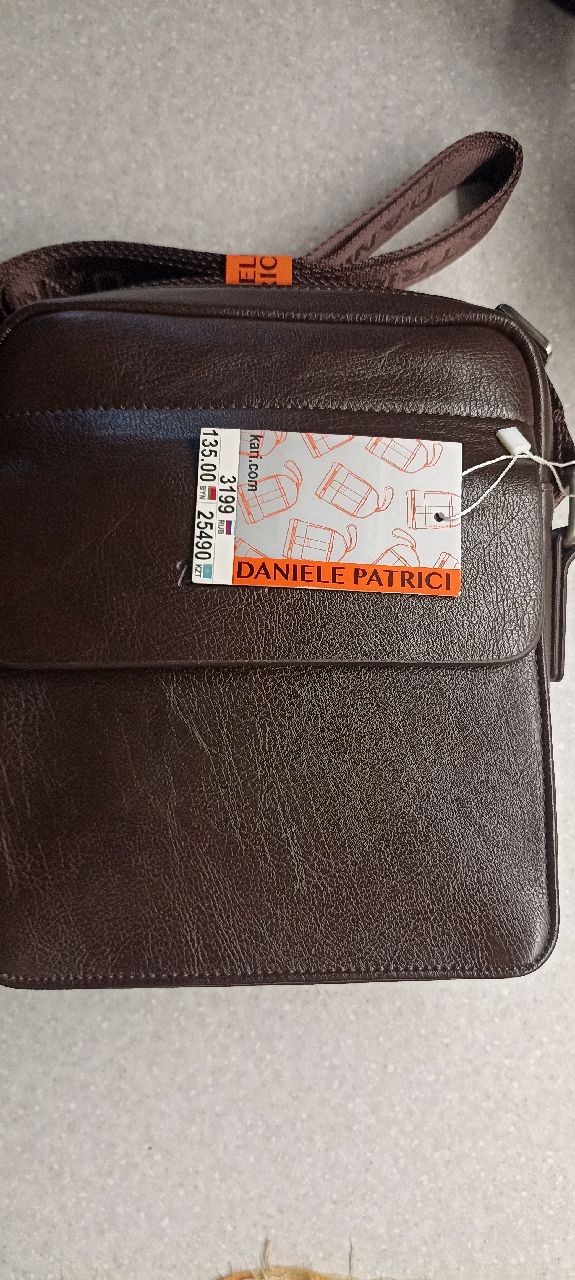 kari.com
3199 RUB
135.00 BYN 25490 KZT
DANIELE PATRICI